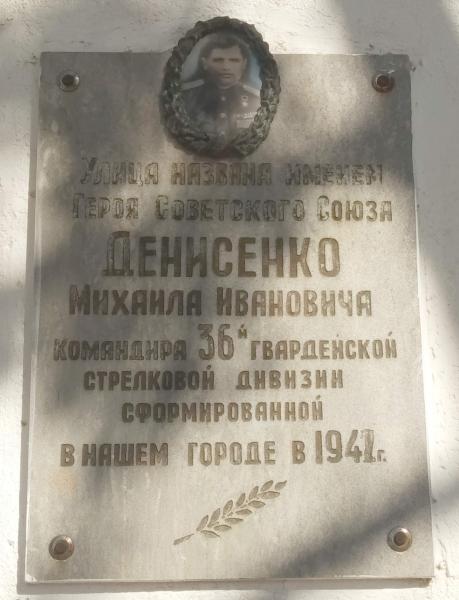 Улица названа именем
Героя Советского Союза
Денисенко
Михаила Ивановича
командира 36й гвардейской
стрелковой дивизии
сформированной
в нашем городе в 1942г.